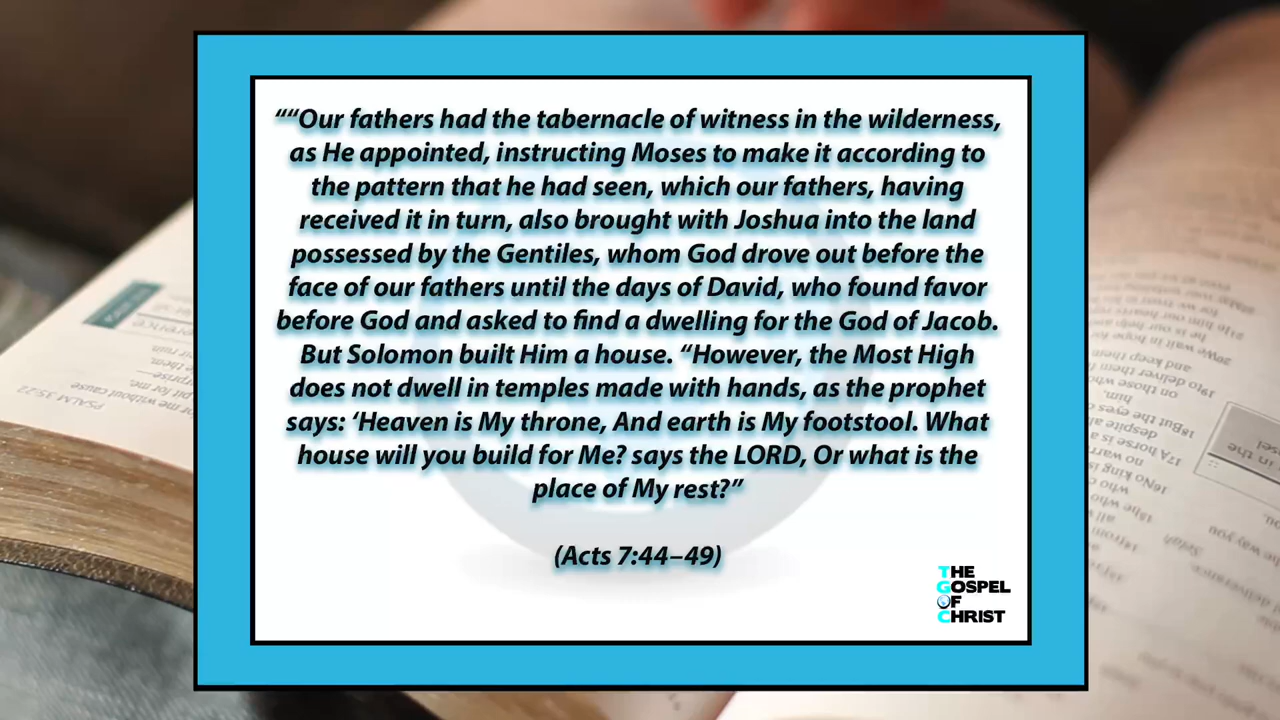 ““Our fathers had the tabernacle of witness in the wilderness,
as He appointed, instructing Moses to make it according to
the pattern that he had seen, which our fathers, having
received it in turn, also brought with Joshua into the land
possessed by the Gentiles, whom God drove out before the
face of our fathers until the days of David, who found favor
before God and asked to find a dwelling for the God of Jacob.
But Solomon built Him a house. “However, the Most High
does not dwell in temples made with hands, as the prophet
says: ‘Heaven is My throne, And earth is My footstool. What
house will you build for Me? says the LORD, Or what is the
place of My rest?”
(Acts 7:44–49)
THE
GOSPEL
OF
CHRIST
PSALM 35:22